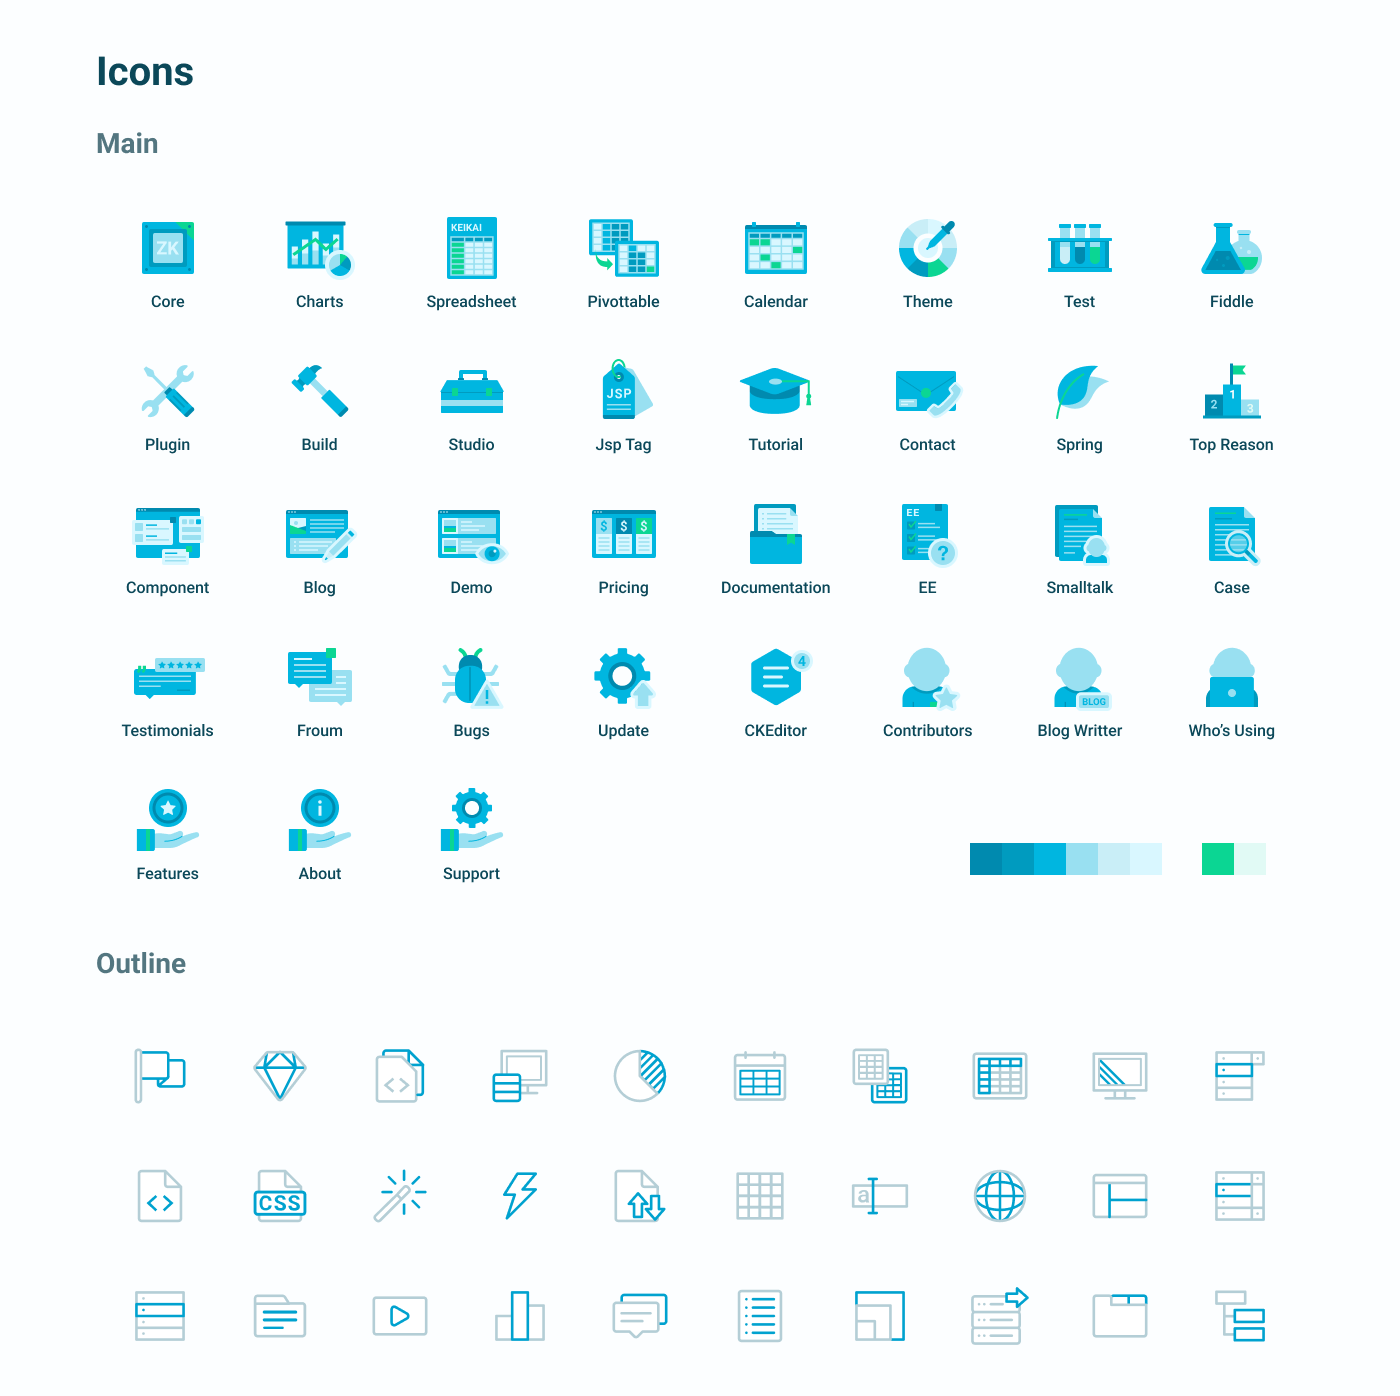 Icons
Main
ZK
KEIKAI
Core Charts Spreadsheet Pivottable Calendar Theme Test Fiddle
JSP
1
2
3
Plugin Build Studio Jsp Tag Tutorial Contact Spring Top Reason
EE
$ $ $
?
Component Blog Demo Pricing Documentation EE Smalltalk Case
4
!
BLOG
Testimonials Froum Bugs Update CKEditor Contributors Blog Writter Who's Using
i
Features About Support
Outline
<>
<> CSS a